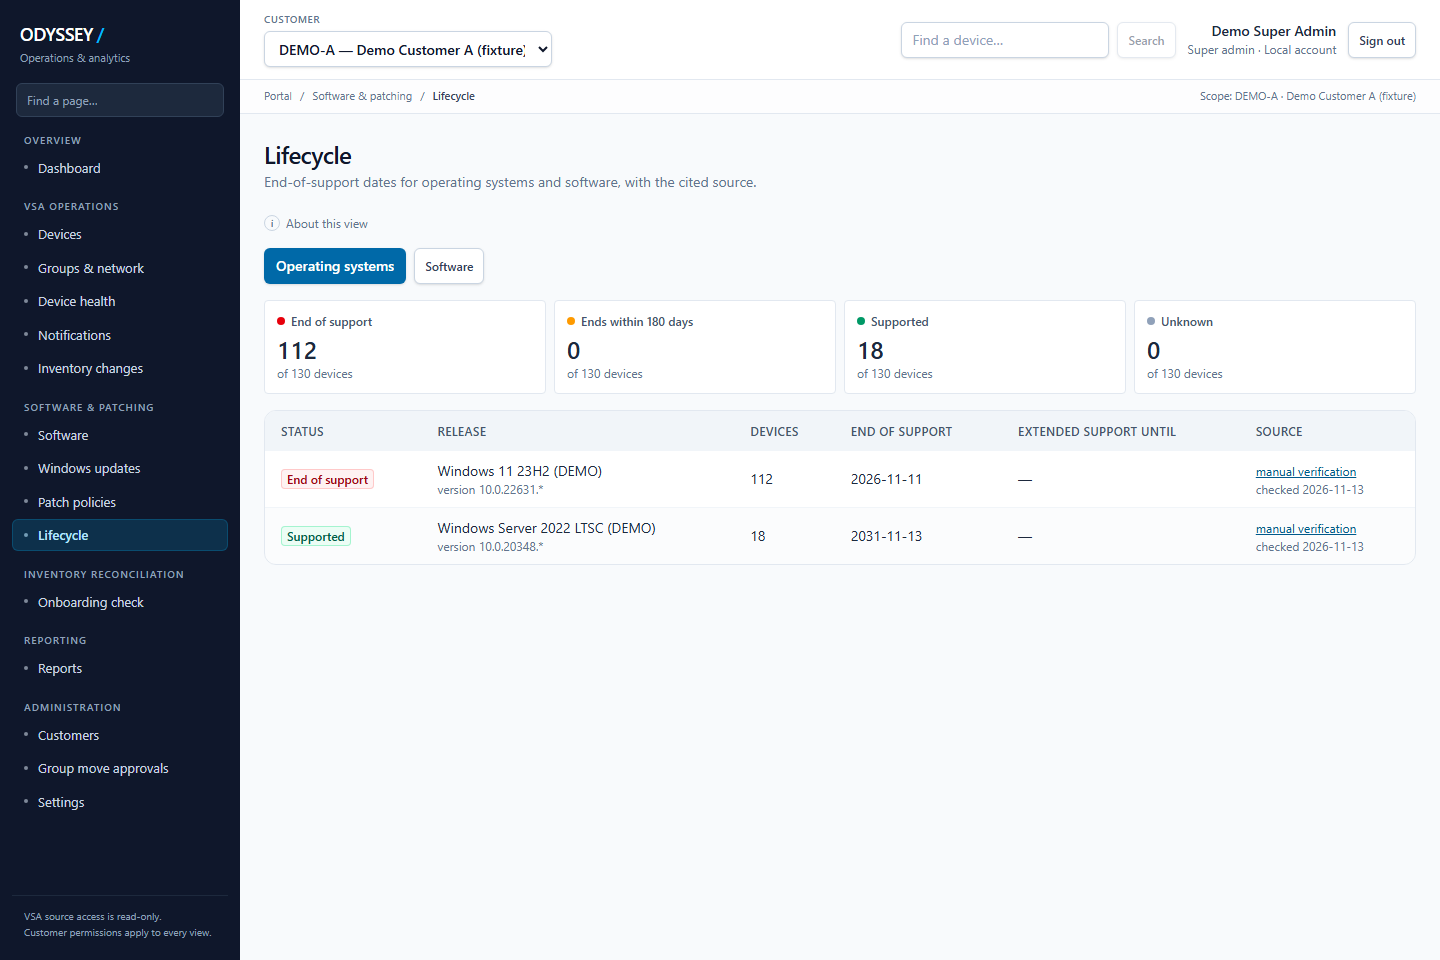 ODYSSEY /
Operations & analytics
Find a page...
OVERVIEW
Dashboard
VSA OPERATIONS
Devices
Groups & network
Device health
Notifications
Inventory changes
SOFTWARE & PATCHING
Software
Windows updates
Patch policies
Lifecycle
INVENTORY RECONCILIATION
Onboarding check
REPORTING
Reports
ADMINISTRATION
Customers
Group move approvals
Settings
VSA source access is read-only.
Customer permissions apply to every view.
CUSTOMER
DEMO-A — Demo Customer A (fixture)
Find a device...
Search
Demo Super Admin
Super admin · Local account
Sign out
Portal / Software & patching / Lifecycle
Scope: DEMO-A · Demo Customer A (fixture)
Lifecycle
End-of-support dates for operating systems and software, with the cited source.
i About this view
Operating systems
Software
End of support
112
of 130 devices
Ends within 180 days
0
of 130 devices
Supported
18
of 130 devices
Unknown
0
of 130 devices
STATUS RELEASE DEVICES END OF SUPPORT EXTENDED SUPPORT UNTIL SOURCE
End of support Windows 11 23H2 (DEMO) 112 2026-11-11 — manual verification
version 10.0.22631.* checked 2026-11-13
Supported Windows Server 2022 LTSC (DEMO) 18 2031-11-13 — manual verification
version 10.0.20348.* checked 2026-11-13